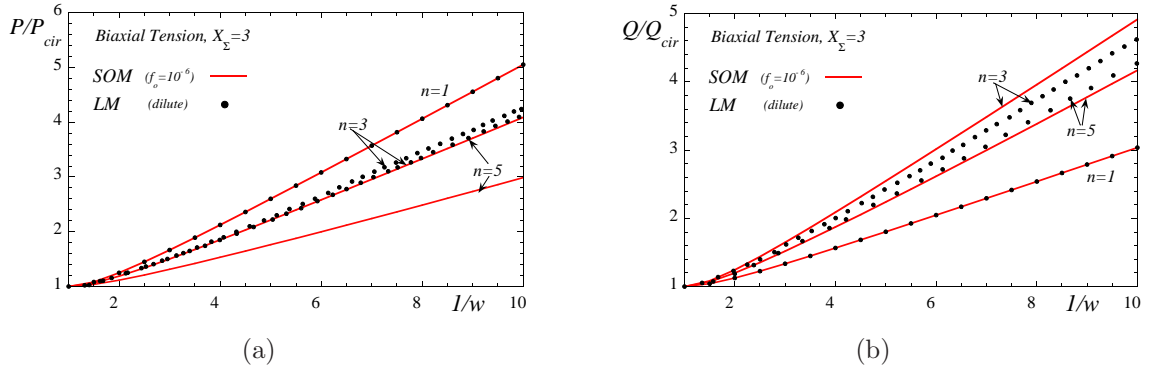 P/P_cir
6
Biaxial Tension, X_Σ=3
SOM (f_o=10^-6)
LM (dilute)
5
4
3
2
1
n=1
n=3
n=5
2
4
6
8
10
1/w
(a)
Q/Q_cir
5
Biaxial Tension, X_Σ=3
SOM (f_o=10^-6)
LM (dilute)
4
3
2
1
n=3
n=5
n=1
2
4
6
8
10
1/w
(b)